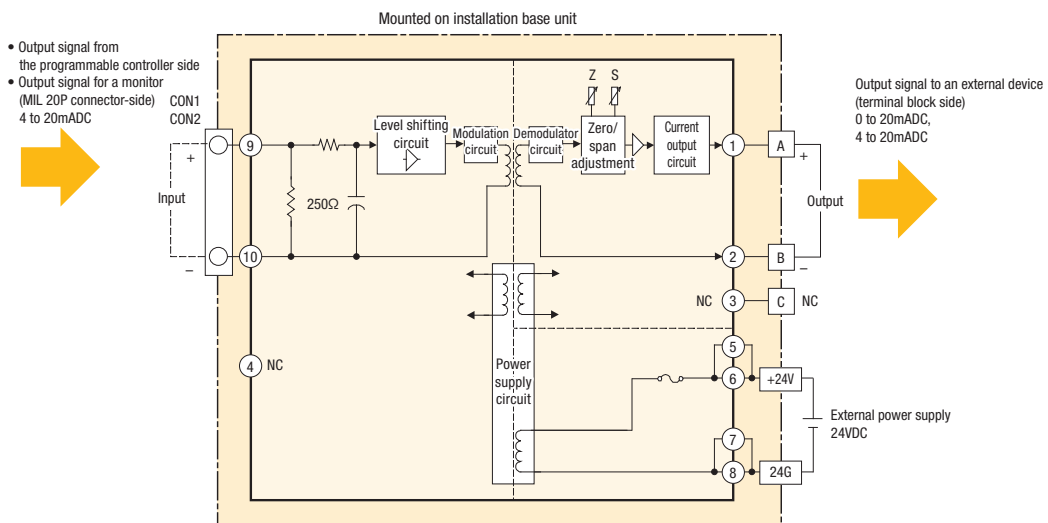 Mounted on installation base unit
• Output signal from
the programmable controller side
• Output signal for a monitor
(MIL 20P connector-side)
4 to 20mADC
CON1
CON2
Output signal to an external device
(terminal block side)
0 to 20mADC,
4 to 20mADC
Z S
Level shifting
circuit
Modulation
circuit
Demodulator
circuit
Zero/
span
adjustment
Current
output
circuit
9
1
A
+
+
Input
250Ω
Output
10
2
B
−
−
NC
3
C
NC
4
NC
5
Power
supply
circuit
6
+24V
External power supply
24VDC
7
8
24G